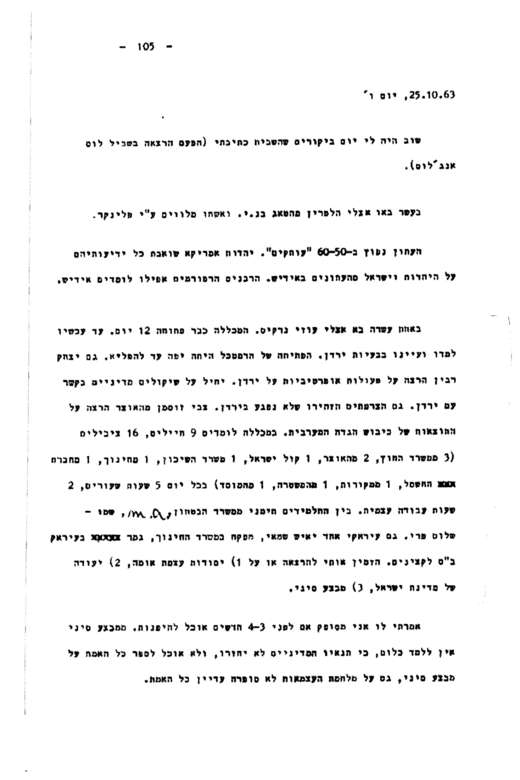 - 105 -
25.10.63, יום ו'
שוב היה לי יום ביקורים שהשבית כתיבתי (הפעם הרצאה בשביל לוס
אנג'לוס).
בעשר באו אצלי הלפרין מהטאג בנ.י. ואשתו מלווים ע"י פלינקר.
העתון נפוץ ב-50-60 "עותקים". יהדות אמריקא שואבת כל ידיעותיהם
על היהדות וישראל מהעתונים באידיש. הרבנים הרפורמים אפילו לומדים אידיש.
באחת עשרה בא אצלי עוזי נרקיס. המכללה כבר פתוחה 12 יום. עד עכשיו
למדו ועיינו בבעיות ירדן. הפתיחה של הרמטכל היתה יפה עד להפליא. גם יצחק
רבין הרצה על פעולות אופרטיביות על ירדן. יחיל על שיקולים מדיניים בקשר
עם ירדן. גם הצרפתים הזהירו שלא נפגע בירדן. צבי זוסמן מהאוצר הרצה על
התוצאות של כיבוש הגדה המערבית. במכללה לומדים 9 חיילים, 16 צבילים
(3 ממשרד החוץ, 2 מהאוצר, 1 קול ישראל, 1 משרד השיכון, 1 מחינוך, 1 מחברת
xxx החשמל, 1 ממקורות, 1 מהמשטרה, 1 מהמוסד) בכל יום 5 שעות שעורים, 2
שעות עבודה עצמית. בין התלמידים תימני ממשרד הבטחון, .m.a, שמו -
שלום פרי. גם עיראקי אחד יאיש שמאי, מפקח במשרד החינוך, גמר xxxxx בעיראק
ב"ס לקצינים. הזמין אותי להרצאה או על 1) יסודות עצמת אומה, 2) יעודה
של מדינת ישראל, 3) מבצע סיני.
אמרתי לו אני מסופק אם לפני 3-4 חדשים אוכל להיפנות. ממבצע סיני
אין ללמד כלום, כי תנאיו המדיניים לא יחזרו, ולא אוכל לספר כל האמת על
מבצע סיני, גם על מלחמת העצמאות לא סופרה עדיין כל האמת.